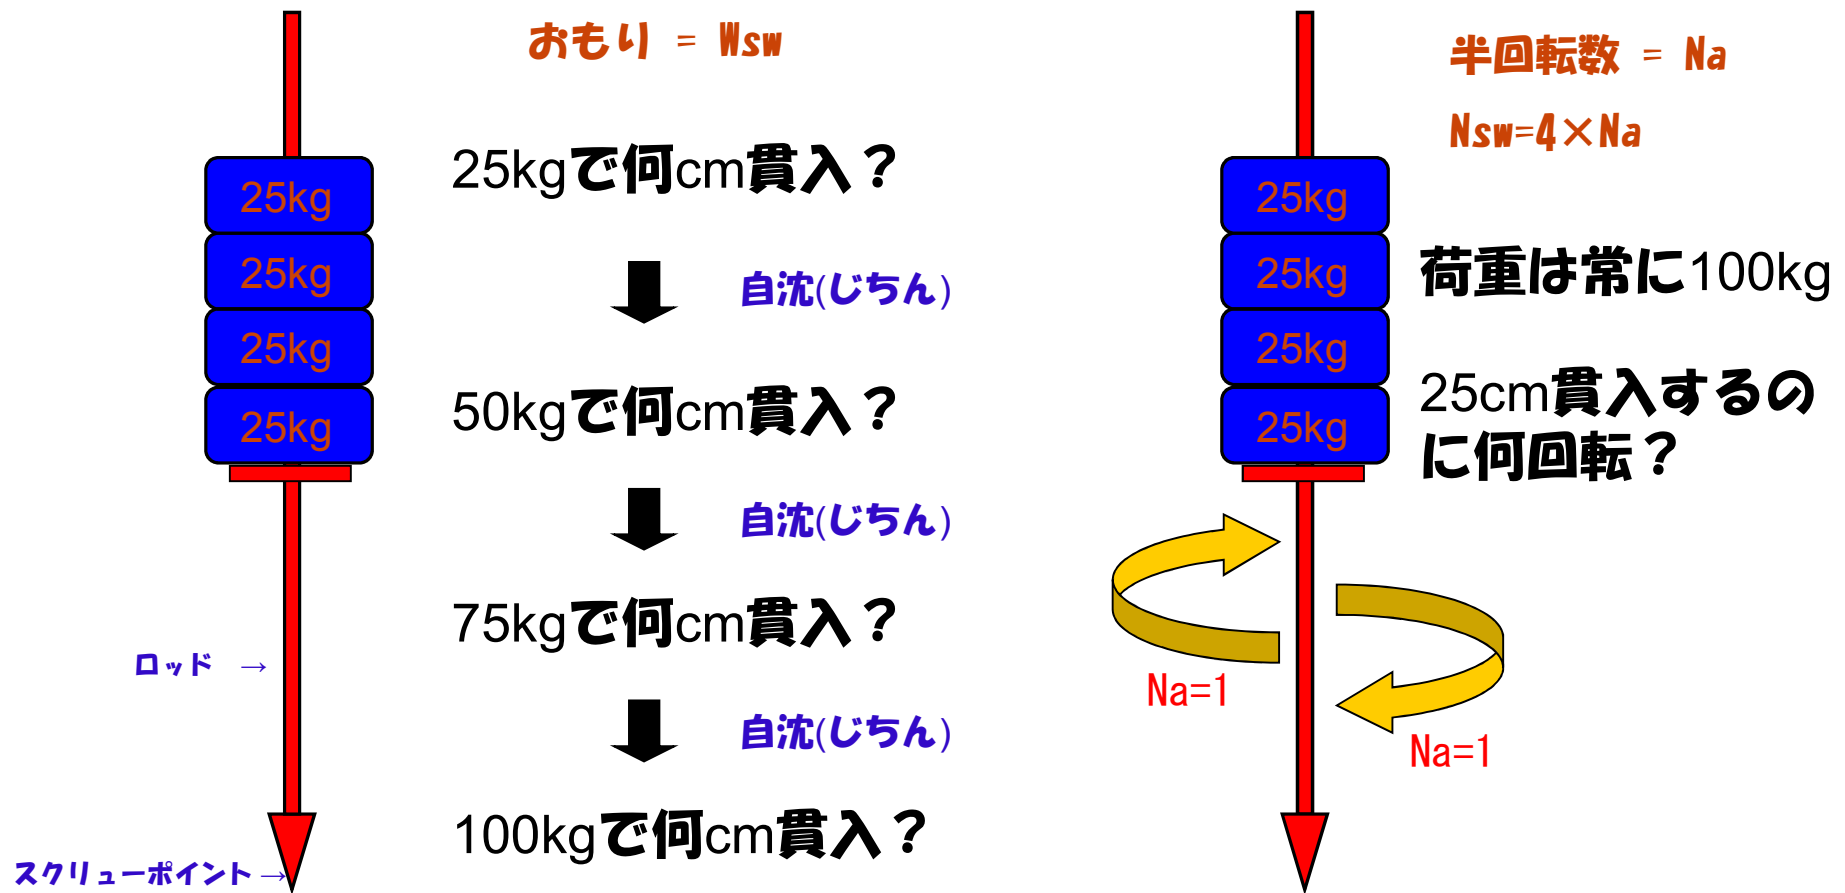 おもり = Wsw
25kg
25kg
25kg
25kg
25kgで何cm貫入？
自沈(じちん)
50kgで何cm貫入？
自沈(じちん)
75kgで何cm貫入？
自沈(じちん)
100kgで何cm貫入？
ロッド →
スクリューポイント→
半回転数 = Na
Nsw=4×Na
25kg
25kg
25kg
25kg
荷重は常に100kg
25cm貫入するの
に何回転？
Na=1
Na=1